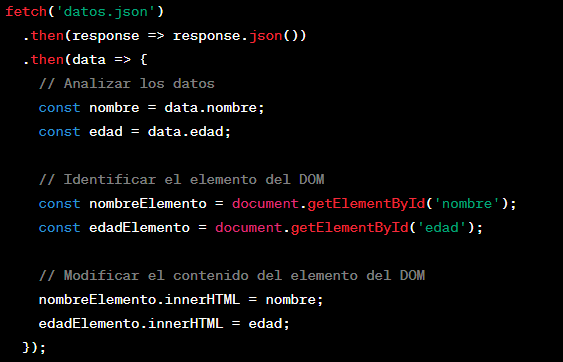 fetch('datos.json')
  .then(response => response.json())
  .then(data => {
    // Analizar los datos
    const nombre = data.nombre;
    const edad = data.edad;

    // Identificar el elemento del DOM
    const nombreElemento = document.getElementById('nombre');
    const edadElemento = document.getElementById('edad');

    // Modificar el contenido del elemento del DOM
    nombreElemento.innerHTML = nombre;
    edadElemento.innerHTML = edad;
  });